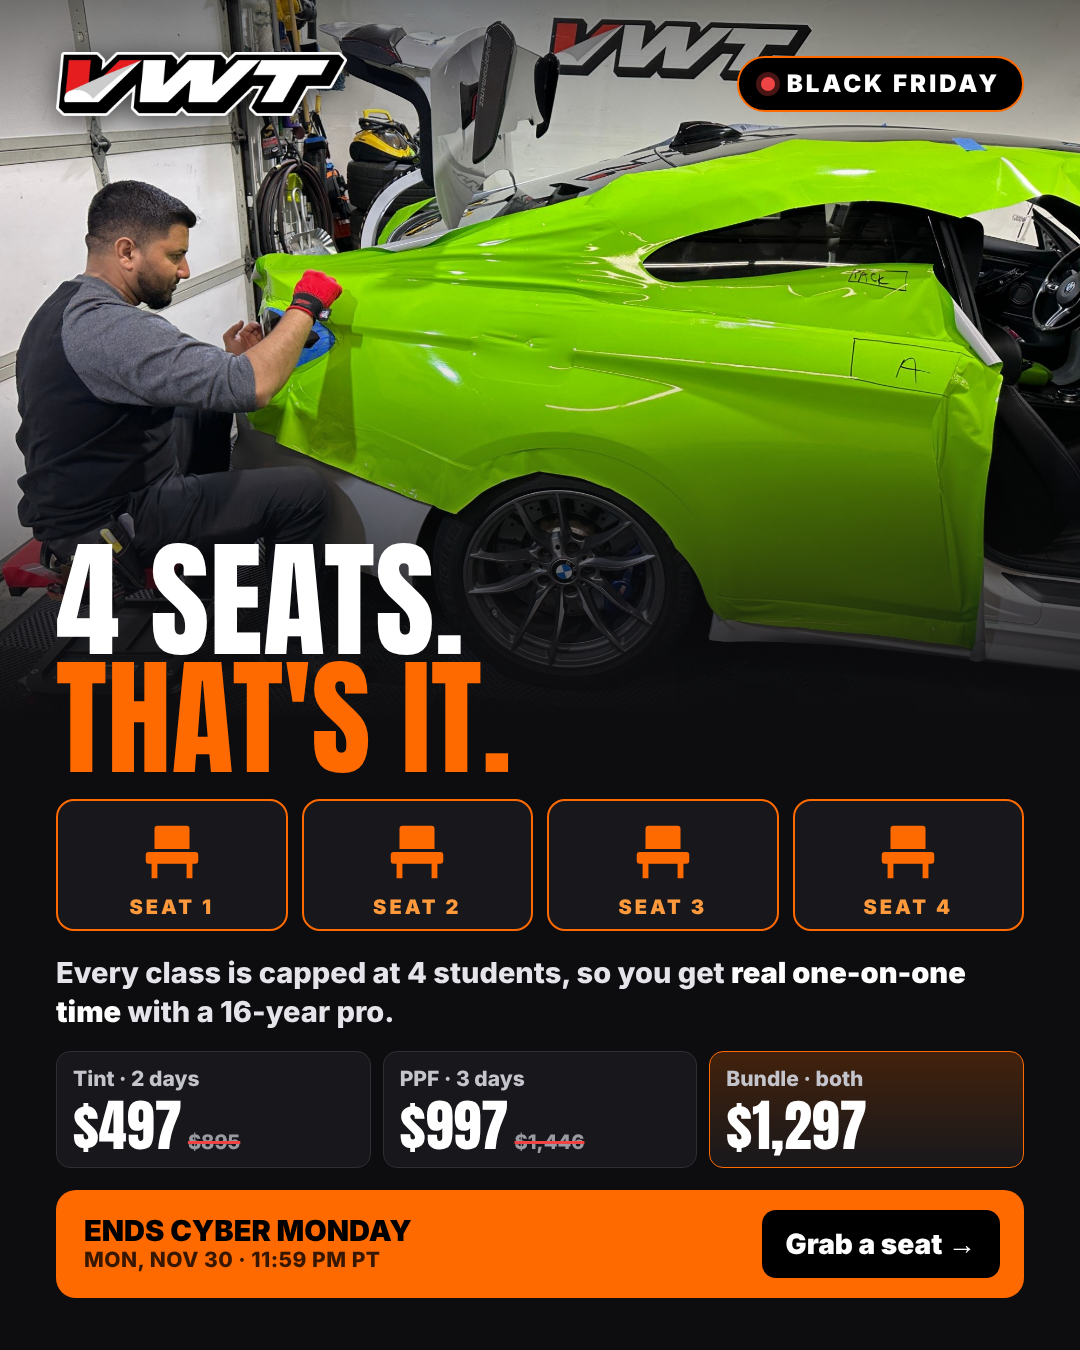 VWT
VWT
BLACK FRIDAY
BACK
A
4 SEATS.
THAT'S IT.
SEAT 1
SEAT 2
SEAT 3
SEAT 4
Every class is capped at 4 students, so you get real one-on-one
time with a 16-year pro.
Tint · 2 days
$497 $895
PPF · 3 days
$997 $1,446
Bundle · both
$1,297
ENDS CYBER MONDAY
MON, NOV 30 · 11:59 PM PT
Grab a seat →